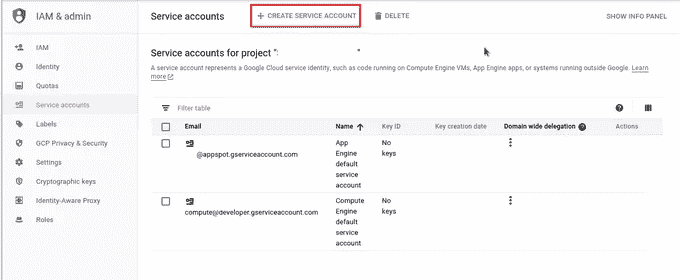 IAM & admin
Service accounts
+ CREATE SERVICE ACCOUNT
DELETE
SHOW INFO PANEL
IAM
Identity
Quotas
Service accounts
Labels
GCP Privacy & Security
Settings
Cryptographic keys
Identity-Aware Proxy
Roles
Service accounts for project ": "
A service account represents a Google Cloud service identity, such as code running on Compute Engine VMs, App Engine apps, or systems running outside Google. Learn
more
Filter table
Email
Name
Key ID
Key creation date
Domain wide delegation
Actions
@appspot.gserviceaccount.com
App
Engine
default
service
account
No
keys
compute@developer.gserviceaccount.com
Compute
Engine
default
service
account
No
keys